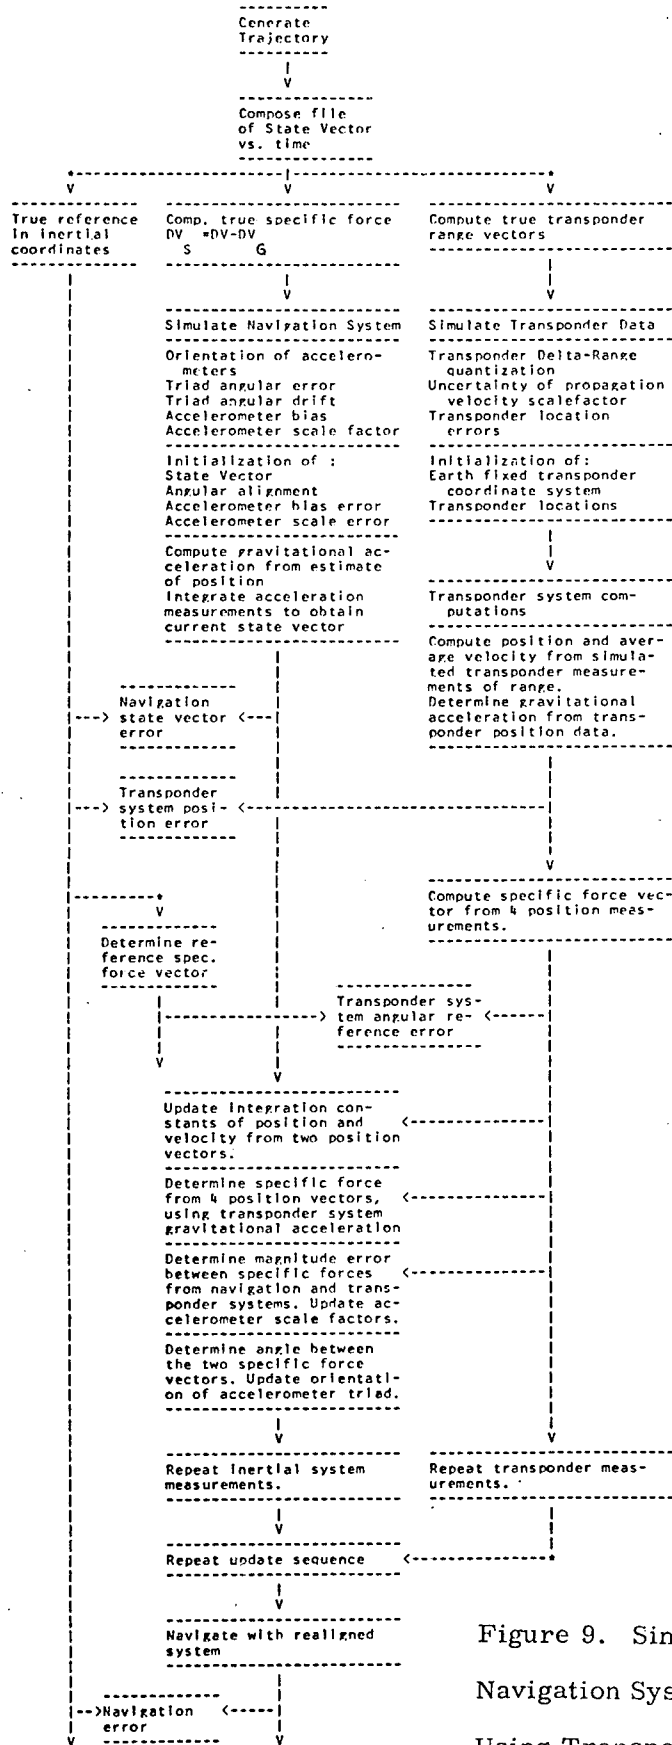 Generate
Trajectory
Compose file
of State Vector
vs. time
True reference
in inertial
coordinates
Comp. true specific force
DV =DV-DV
S G
Compute true transponder
range vectors
Simulate Navigation System
Orientation of accelero-
meters
Triad angular error
Triad angular drift
Accelerometer bias
Accelerometer scale factor
Initialization of :
State Vector
Angular alignment
Accelerometer bias error
Accelerometer scale error
Compute gravitational ac-
celeration from estimate
of position
Integrate acceleration
measurements to obtain
current state vector
Simulate Transponder Data
Transponder Delta-Range
quantization
Uncertainty of propagation
velocity scalefactor
Transponder location
errors
Initialization of:
Earth fixed transponder
coordinate system
Transponder locations
Transponder system com-
putations
Compute position and aver-
age velocity from simula-
ted transponder measure-
ments of range.
Determine gravitational
acceleration from trans-
ponder position data.
Navigation
state vector
error
Transponder
system posi-
tion error
Compute specific force vec-
tor from 4 position meas-
urements.
Determine re-
ference spec.
force vector
Transponder sys-
tem angular re-
ference error
Update integration con-
stants of position and
velocity from two position
vectors.
Determine specific force
from 4 position vectors,
using transponder system
gravitational acceleration
Determine magnitude error
between specific forces
from navigation and trans-
ponder systems. Update ac-
celerometer scale factors.
Determine angle between
the two specific force
vectors. Update orientati-
on of accelerometer triad.
Repeat inertial system
measurements.
Repeat transponder meas-
urements.
Repeat update sequence
Navigate with realigned
system
Navigation
error
Figure 9. Sin
Navigation Sys
Using Transpo